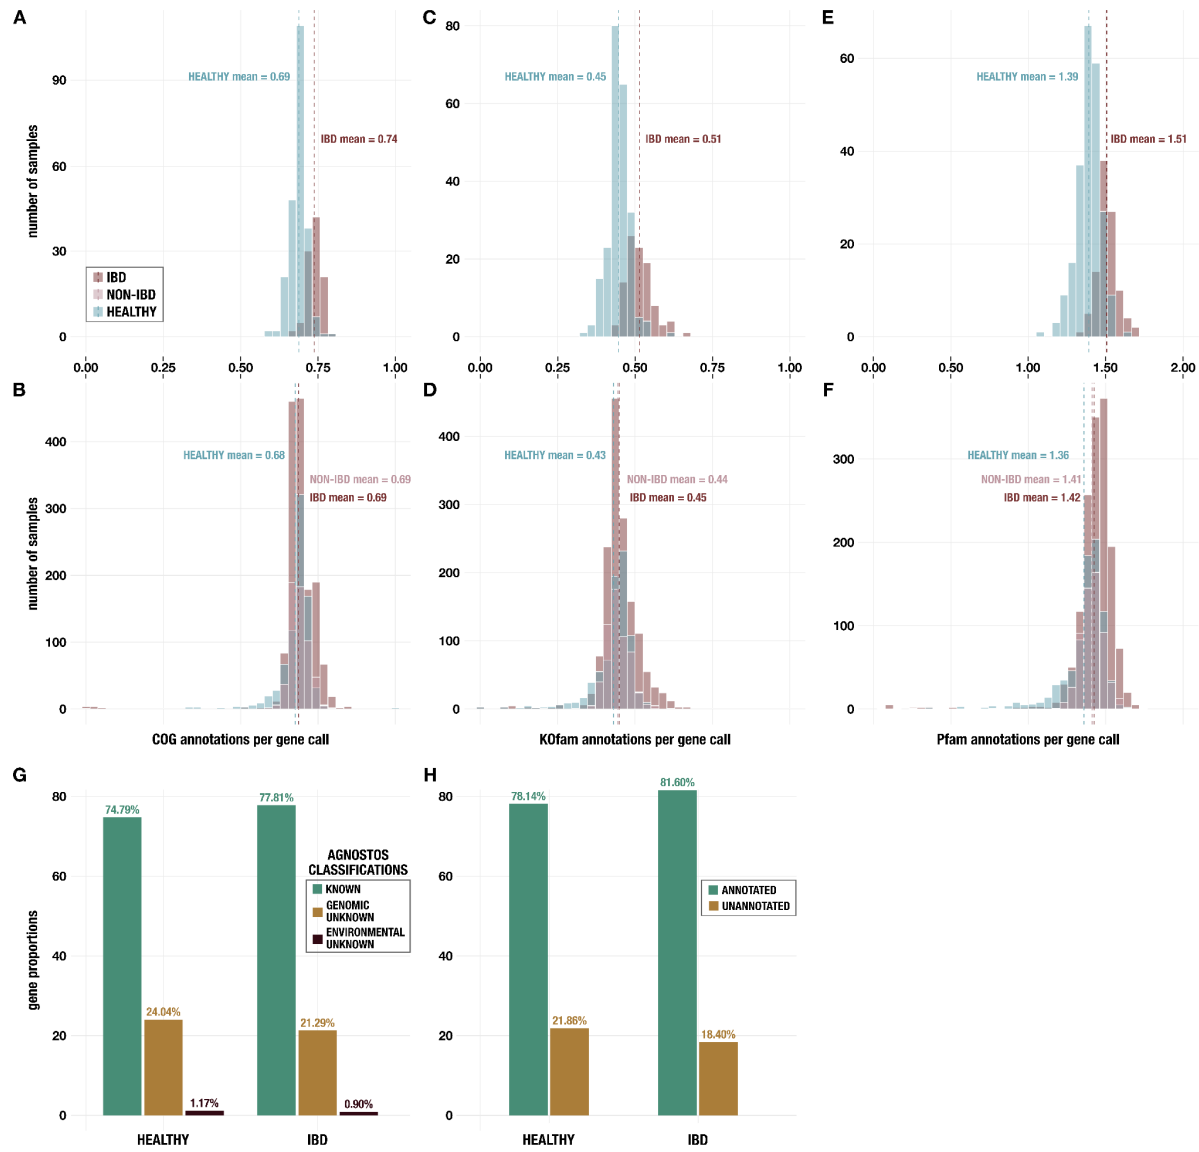 A
HEALTHY mean = 0.69
IBD mean = 0.74
number of samples
90
60
30
0
IBD
NON-IBD
HEALTHY
0.00
0.25
0.50
0.75
1.00
C
80
60
40
20
0
HEALTHY mean = 0.45
IBD mean = 0.51
0.00
0.25
0.50
0.75
1.00
E
60
40
20
0
HEALTHY mean = 1.39
IBD mean = 1.51
0.00
1.00
1.50
2.00
B
400
300
200
100
0
number of samples
HEALTHY mean = 0.68
NON-IBD mean = 0.69
IBD mean = 0.69
COG annotations per gene call
D
400
300
200
100
0
HEALTHY mean = 0.43
NON-IBD mean = 0.44
IBD mean = 0.45
KOfam annotations per gene call
F
300
200
100
0
HEALTHY mean = 1.36
NON-IBD mean = 1.41
IBD mean = 1.42
Pfam annotations per gene call
G
80
60
40
20
0
gene proportions
74.79%
24.04%
1.17%
77.81%
21.29%
0.90%
AGNOSTOS
CLASSIFICATIONS
KNOWN
GENOMIC
UNKNOWN
ENVIRONMENTAL
UNKNOWN
HEALTHY
IBD
H
80
60
40
20
0
78.14%
21.86%
81.60%
18.40%
ANNOTATED
UNANNOTATED
HEALTHY
IBD